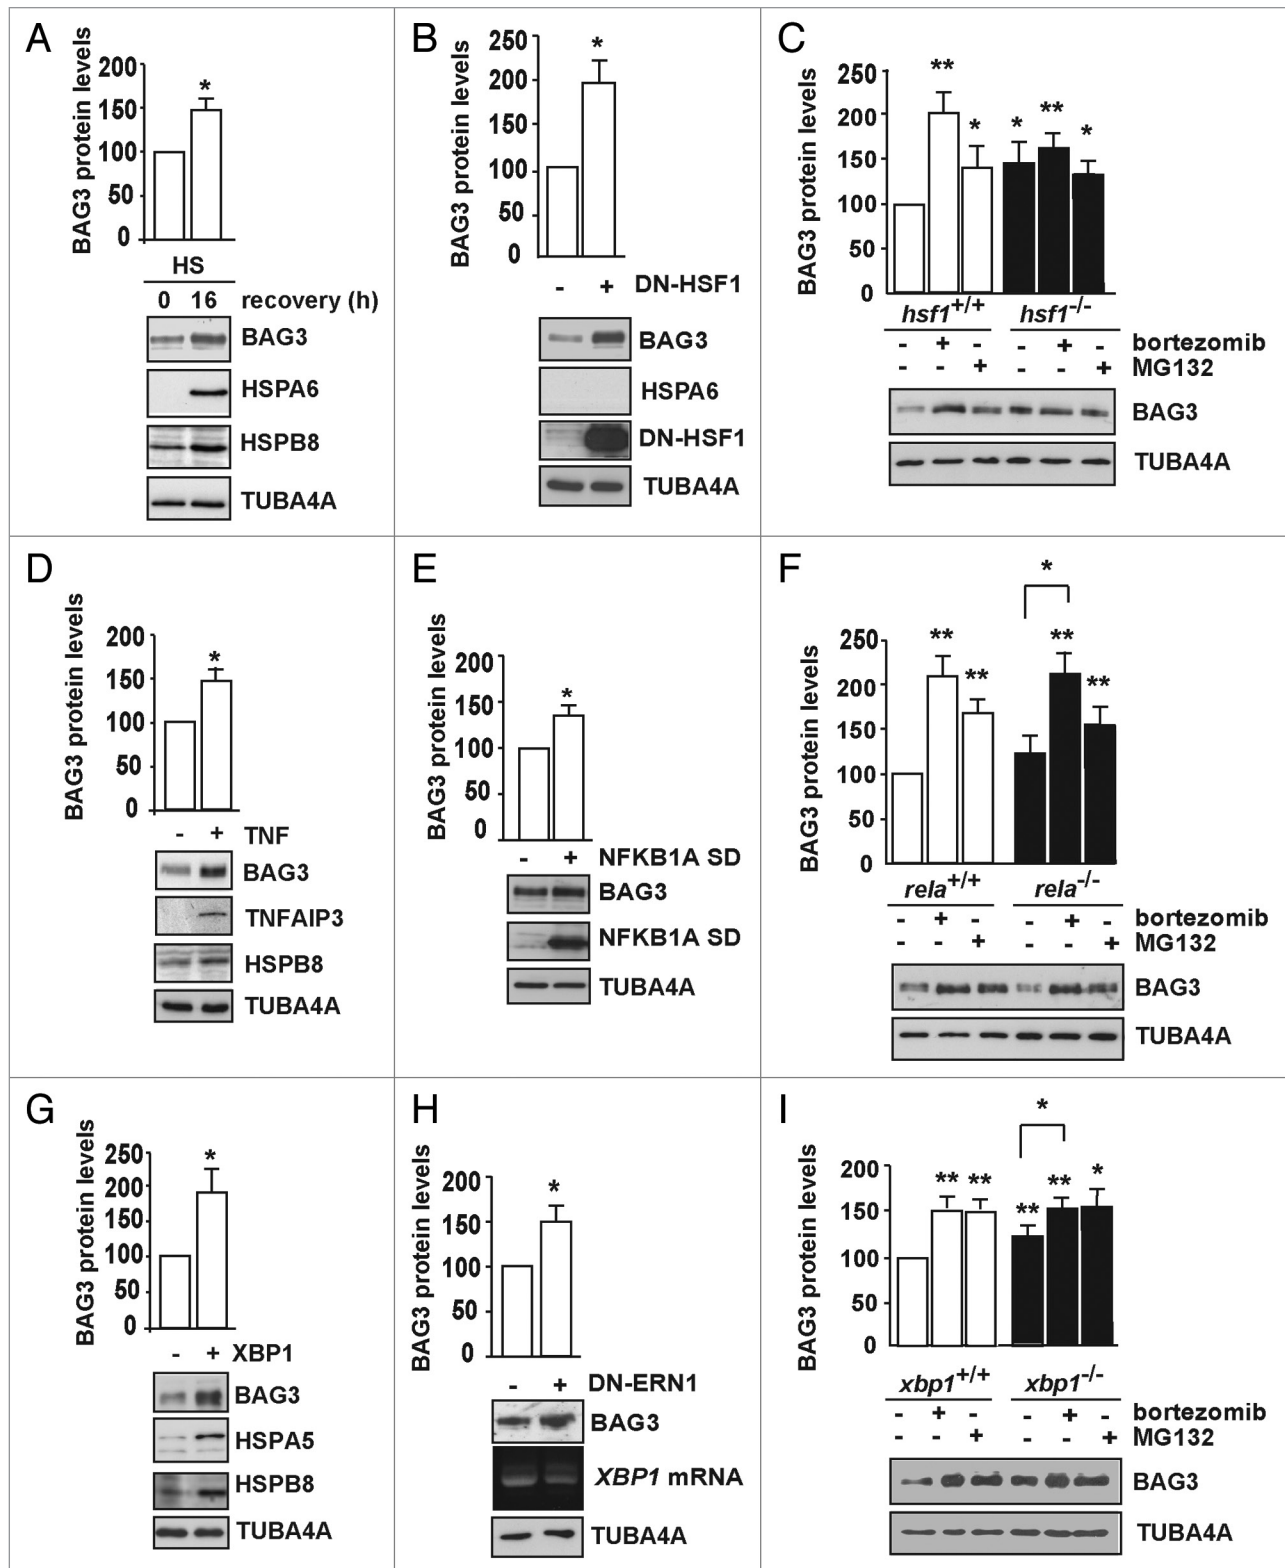 A
BAG3 protein levels
200
150
100
50
0
*
HS
0 16 recovery (h)
BAG3
HSPA6
HSPB8
TUBA4A
B
BAG3 protein levels
250
200
150
100
50
0
*
- + DN-HSF1
BAG3
HSPA6
DN-HSF1
TUBA4A
C
BAG3 protein levels
250
200
150
100
50
0
** * * ** *
hsf1+/+ hsf1-/-
- + - - + - bortezomib
- - + - - + MG132
BAG3
TUBA4A
D
BAG3 protein levels
200
150
100
50
0
*
- + TNF
BAG3
TNFAIP3
HSPB8
TUBA4A
E
BAG3 protein levels
200
150
100
50
0
*
- + NFKB1A SD
BAG3
NFKB1A SD
TUBA4A
F
BAG3 protein levels
250
200
150
100
50
0
*
** ** ** **
rela+/+ rela-/-
- + - - + - bortezomib
- - + - - + MG132
BAG3
TUBA4A
G
BAG3 protein levels
250
200
150
100
50
0
*
- + XBP1
BAG3
HSPA5
HSPB8
TUBA4A
H
BAG3 protein levels
200
150
100
50
0
*
- + DN-ERN1
BAG3
XBP1 mRNA
TUBA4A
I
BAG3 protein levels
200
150
100
50
0
*
** ** ** ** *
xbp1+/+ xbp1-/-
- + - - + - bortezomib
- - + - - + MG132
BAG3
TUBA4A